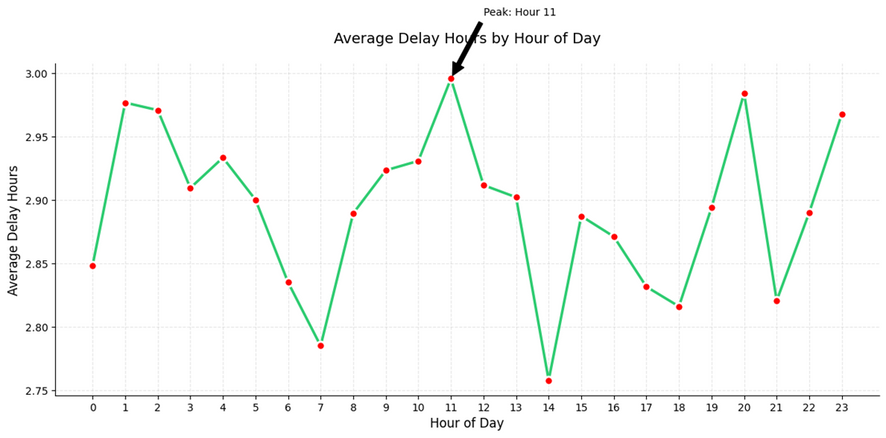 Peak: Hour 11
Average Delay Hours by Hour of Day
Average Delay Hours
3.00
2.95
2.90
2.85
2.80
2.75
0 1 2 3 4 5 6 7 8 9 10 11 12 13 14 15 16 17 18 19 20 21 22 23
Hour of Day